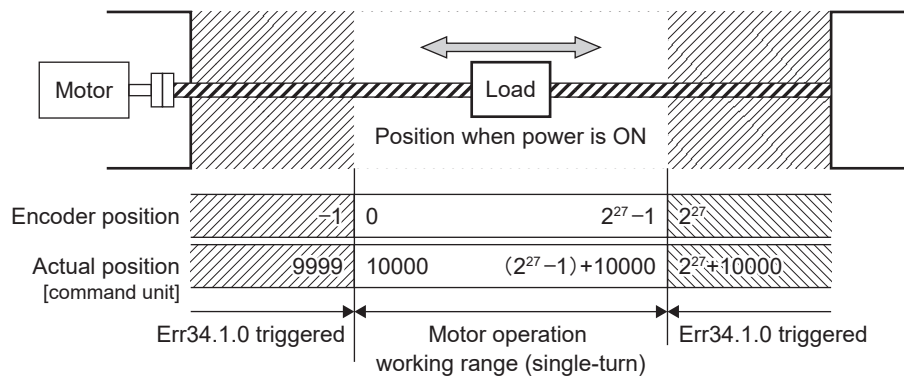 Motor
Load
Position when power is ON
Encoder position –1 0 2²⁷–1 2²⁷
Actual position 9999 10000 (2²⁷–1)+10000 2²⁷+10000
[command unit]
Err34.1.0 triggered Motor operation Err34.1.0 triggered
working range (single-turn)